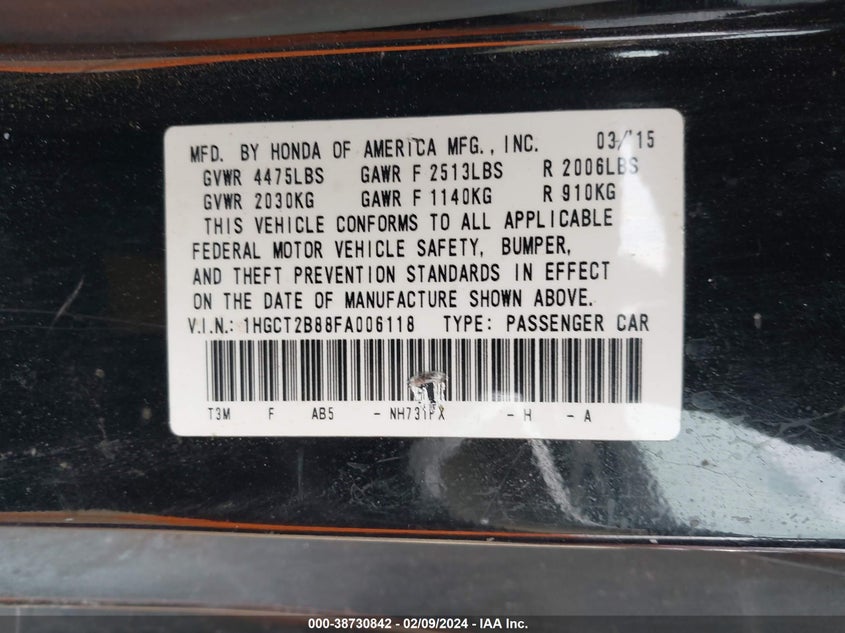 MFD. BY HONDA OF AMERICA MFG., INC. 03/15
GVWR 4475LBS GAWR F 2513LBS R 2006LBS
GVWR 2030KG GAWR F 1140KG R 910KG
THIS VEHICLE CONFORMS TO ALL APPLICABLE
FEDERAL MOTOR VEHICLE SAFETY, BUMPER,
AND THEFT PREVENTION STANDARDS IN EFFECT
ON THE DATE OF MANUFACTURE SHOWN ABOVE.
V.I.N.: 1HGCT2B88FA006118 TYPE: PASSENGER CAR
T3M F AB5 - NH731PX - H - A
000-38730842 - 02/09/2024 - IAA Inc.